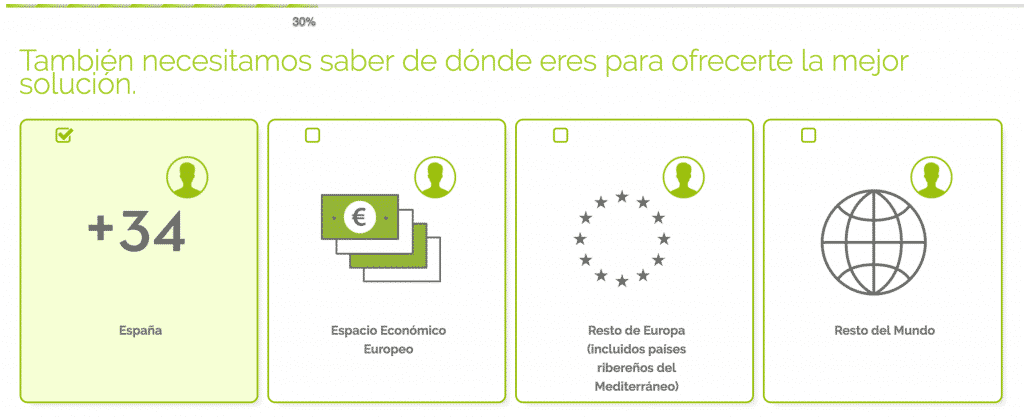 30%
También necesitamos saber de dónde eres para ofrecerte la mejor
solución.
+34
España
€
Espacio Económico
Europeo
Resto de Europa
(incluidos países
ribereños del
Mediterráneo)
Resto del Mundo